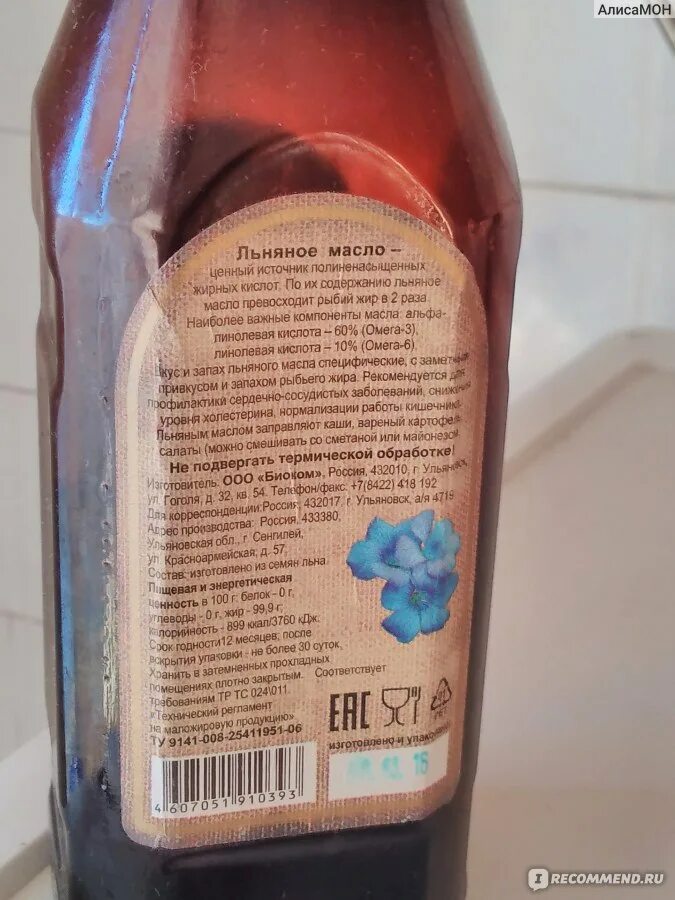 АлисаМОН
Льняное масло –
ценный источник полиненасыщенных
жирных кислот. По их содержанию льняное
масло превосходит рыбий жир в 2 раза.
Наиболее важные компоненты масла: альфа-
линолевая кислота – 60% (Омега-3),
линолевая кислота – 10% (Омега-6).
Вкус и запах льняного масла специфические, с заметным
привкусом и запахом рыбьего жира. Рекомендуется для
профилактики сердечно-сосудистых заболеваний, снижения
уровня холестерина, нормализации работы кишечника.
Льняным маслом заправляют каши, вареный картофель,
салаты (можно смешивать со сметаной или майонезом).
Не подвергать термической обработке!
Изготовитель: ООО «Биоком», Россия, 432010, г. Ульяновск,
ул. Гоголя, д. 32, кв. 54. Телефон/факс: +7(8422) 418 192
Для корреспонденции:Россия, 432017, г. Ульяновск, а/я 4719
Адрес производства: Россия, 433380,
Ульяновская обл., г. Сенгилей,
ул. Красноармейская, д. 57.
Состав: изготовлено из семян льна
Пищевая и энергетическая
ценность в 100 г: белок - 0 г,
углеводы - 0 г, жир - 99,9 г;
калорийность - 899 ккал/3760 кДж.
Срок годности12 месяцев; после
вскрытия упаковки - не более 30 суток.
Хранить в затемненных прохладных
помещениях плотно закрытым. Соответствует
требованиям ТР ТС 024\011
«Технический регламент
на маложировую продукцию»
ТУ 9141-008-25411951-06
EAC
изготовлено и упаковано
16
4 607051 910393
IRECOMMEND.RU